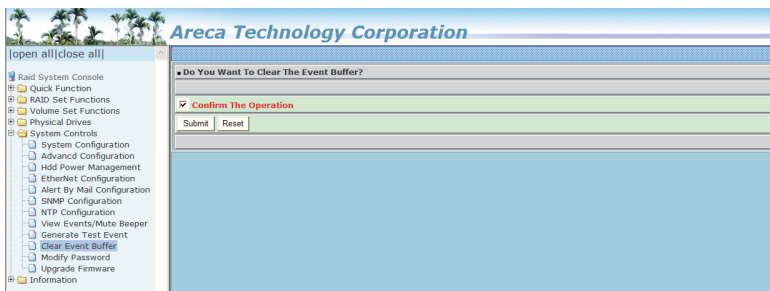 Areca Technology Corporation
|open all|close all|
Raid System Console
Quick Function
RAID Set Functions
Volume Set Functions
Physical Drives
System Controls
System Configuration
Advancd Configuration
Hdd Power Management
EtherNet Configuration
Alert By Mail Configuration
SNMP Configuration
NTP Configuration
View Events/Mute Beeper
Generate Test Event
Clear Event Buffer
Modify Password
Upgrade Firmware
Information
Do You Want To Clear The Event Buffer?
Confirm The Operation
Submit Reset